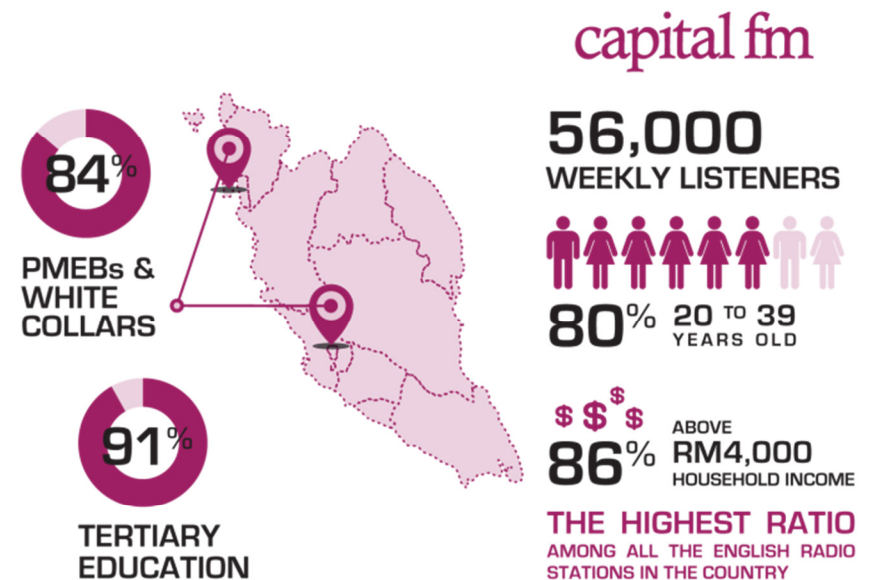 capital fm
84%
PMEBs &
WHITE
COLLARS
91%
TERTIARY
EDUCATION
56,000
WEEKLY LISTENERS
80% 20 TO 39
YEARS OLD
$ $ $ $
86% ABOVE
RM4,000
HOUSEHOLD INCOME
THE HIGHEST RATIO
AMONG ALL THE ENGLISH RADIO
STATIONS IN THE COUNTRY